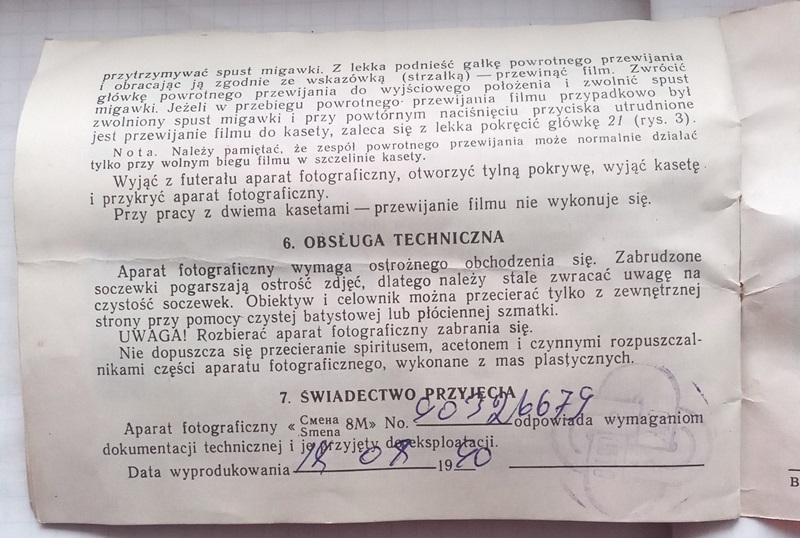 przytrzymywać spust migawki. Z lekka podnieść gałkę powrotnego przewijania
i obracając ją zgodnie ze wskazówką (strzałką) — przewinąć film. Zwrócić
główkę powrotnego przewijania do wyjściowego położenia i zwolnić spust
migawki. Jeżeli w przebiegu powrotnego przewijania filmu przypadkowo był
zwolniony spust migawki i przy powtórnym naciśnięciu przyciska utrudnione
jest przewijanie filmu do kasety, zaleca się z lekka pokręcić główkę 21 (rys. 3).
Nota. Należy pamiętać, że zespół powrotnego przewijania może normalnie działać
tylko przy wolnym biegu filmu w szczelinie kasety.
Wyjąć z futerału aparat fotograficzny, otworzyć tylną pokrywę, wyjąć kasetę
i przykryć aparat fotograficzny.
Przy pracy z dwiema kasetami — przewijanie filmu nie wykonuje się.
6. OBSŁUGA TECHNICZNA
Aparat fotograficzny wymaga ostrożnego obchodzenia się. Zabrudzone
soczewki pogarszają ostrość zdjęć, dlatego należy stale zwracać uwagę na
czystość soczewek. Obiektyw i celownik można przecierać tylko z zewnętrznej
strony przy pomocy czystej batystowej lub płóciennej szmatki.
UWAGA! Rozbierać aparat fotograficzny zabrania się.
Nie dopuszcza się przecieranie spiritusem, acetonem i czynnymi rozpuszczal-
nikami części aparatu fotograficznego, wykonane z mas plastycznych.
7. ŚWIADECTWO PRZYJĘCIA
Aparat fotograficzny «Смена Smena 8M» No. 90326679 odpowiada wymaganiom
dokumentacji technicznej i jest przyjęty do eksploatacji.
Data wyprodukowania 1990
B